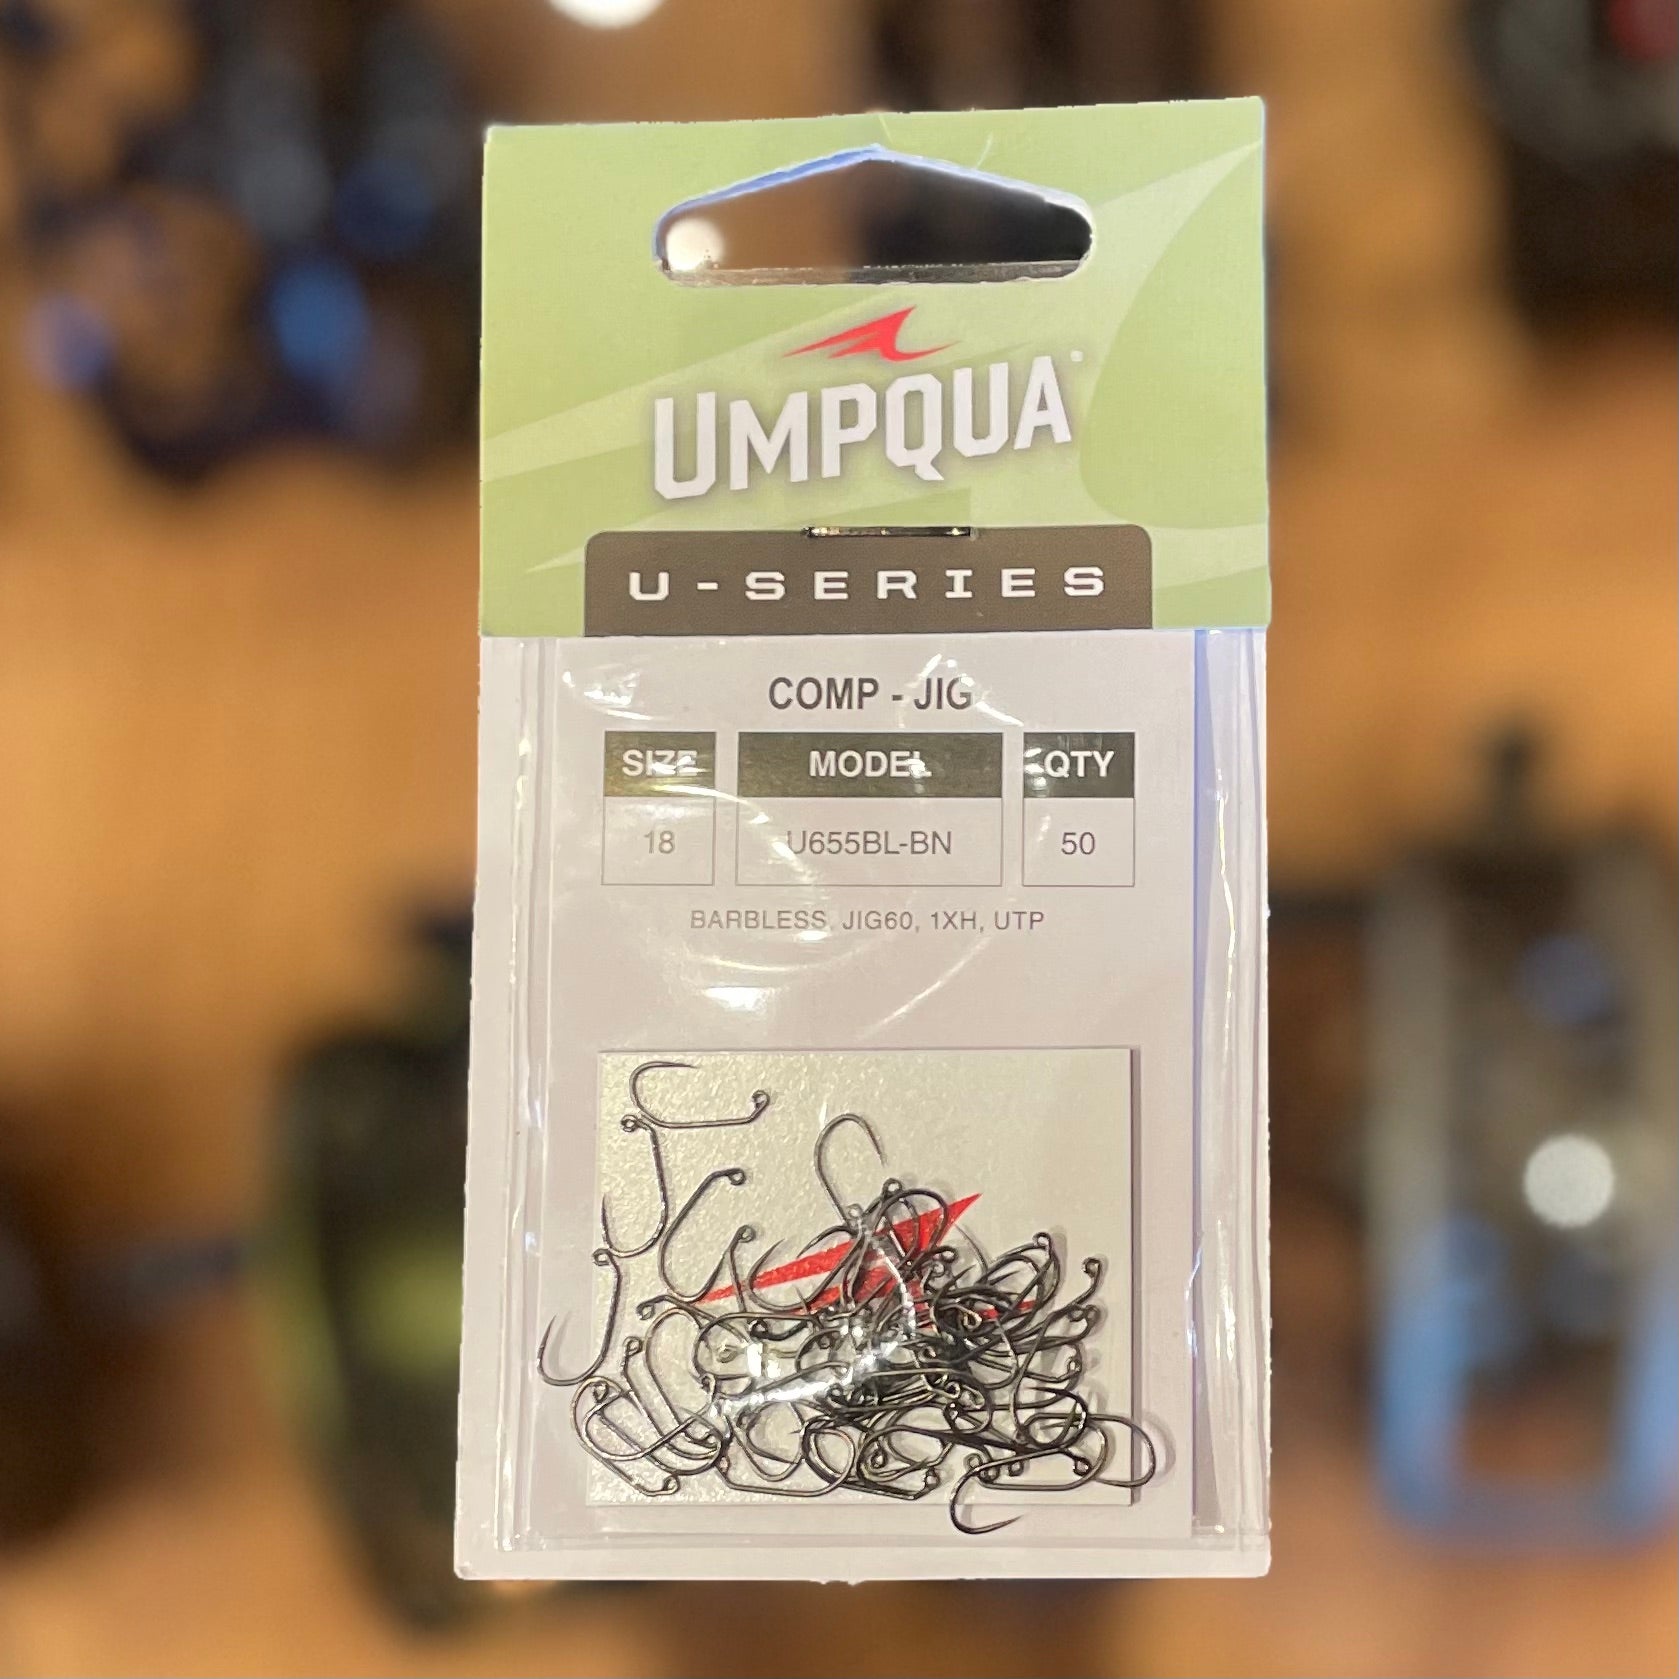 UMPQUA
U-SERIES
COMP - JIG
SIZE MODEL QTY
18 U655BL-BN 50
BARBLESS, JIG60, 1XH, UTP